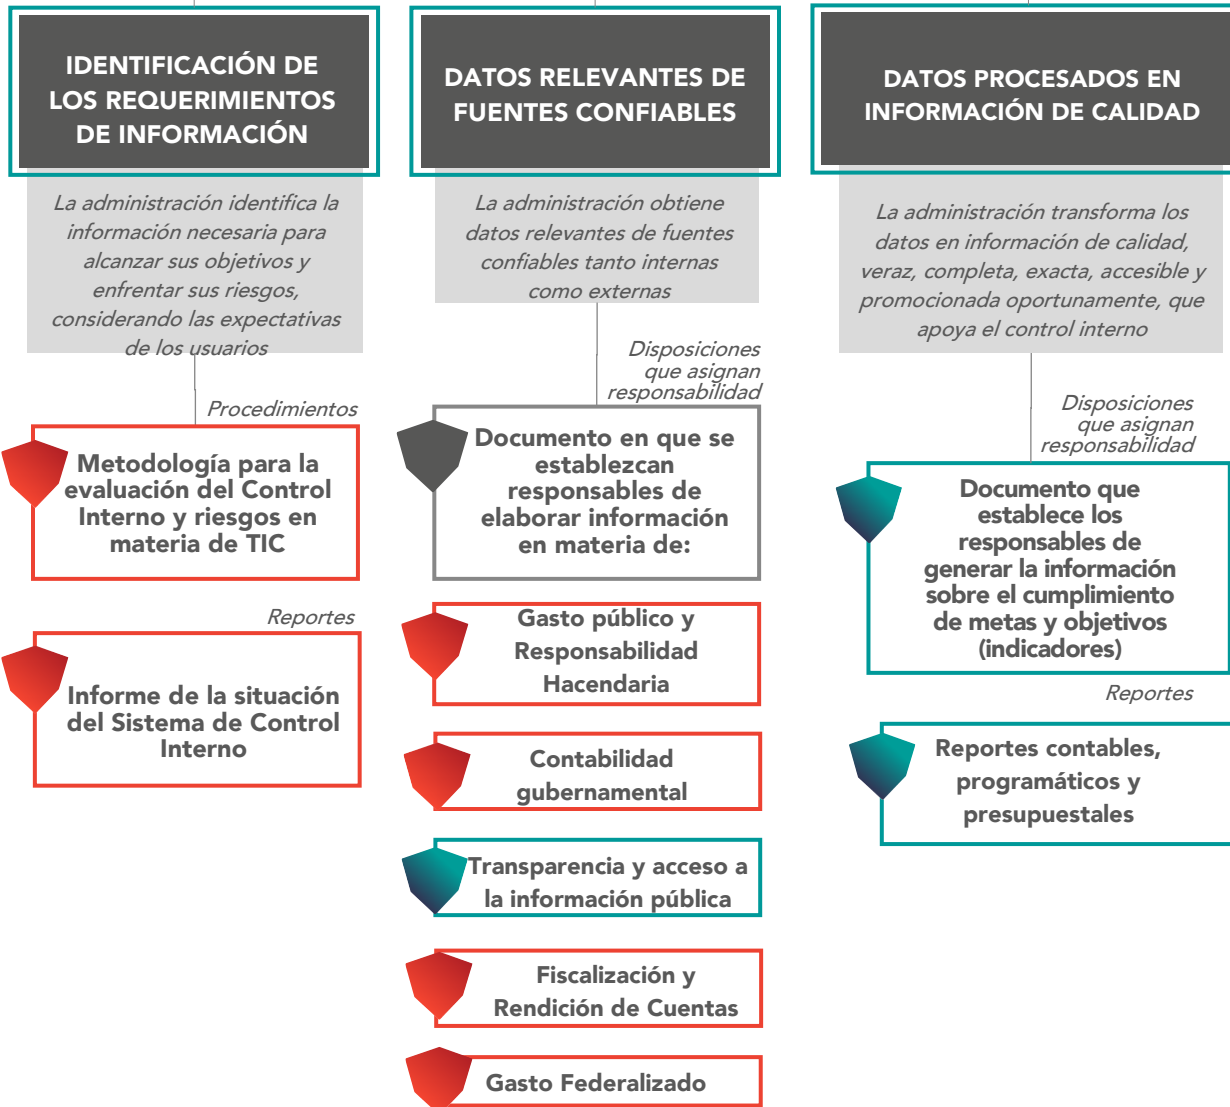 IDENTIFICACIÓN DE
LOS REQUERIMIENTOS
DE INFORMACIÓN
La administración identifica la
información necesaria para
alcanzar sus objetivos y
enfrentar sus riesgos,
considerando las expectativas
de los usuarios
Procedimientos
Metodología para la
evaluación del Control
Interno y riesgos en
materia de TIC
Reportes
Informe de la situación
del Sistema de Control
Interno
DATOS RELEVANTES DE
FUENTES CONFIABLES
La administración obtiene
datos relevantes de fuentes
confiables tanto internas
como externas
Disposiciones
que asignan
responsabilidad
Documento en que se
establezcan
responsables de
elaborar información
en materia de:
Gasto público y
Responsabilidad
Hacendaria
Contabilidad
gubernamental
Transparencia y acceso a
la información pública
Fiscalización y
Rendición de Cuentas
Gasto Federalizado
DATOS PROCESADOS EN
INFORMACIÓN DE CALIDAD
La administración transforma los
datos en información de calidad,
veraz, completa, exacta, accesible y
promocionada oportunamente, que
apoya el control interno
Disposiciones
que asignan
responsabilidad
Documento que
establece los
responsables de
generar la información
sobre el cumplimiento
de metas y objetivos
(indicadores)
Reportes
Reportes contables,
programáticos y
presupuestales